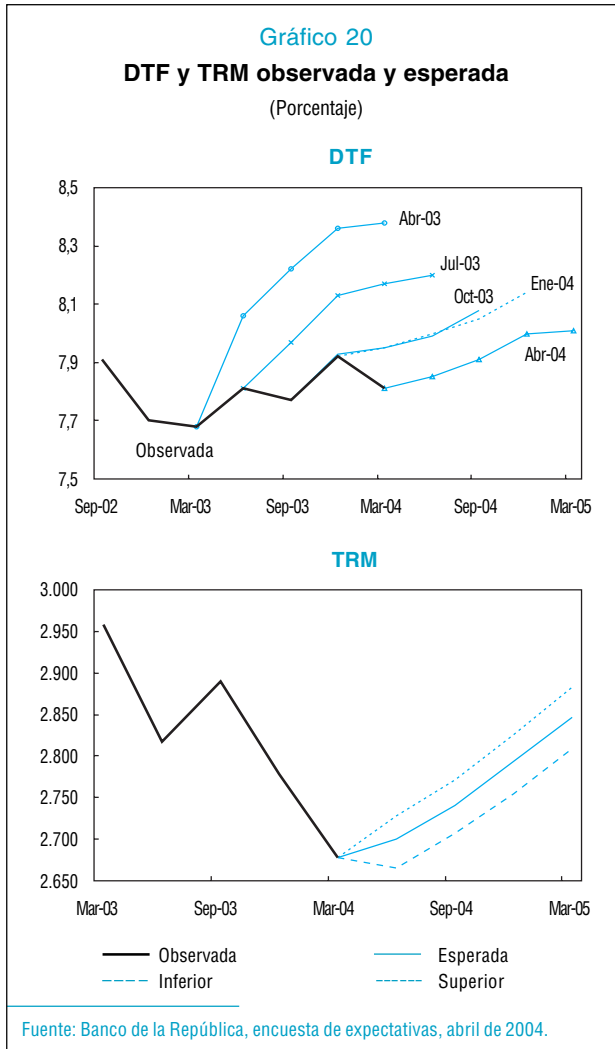 Gráfico 20
DTF y TRM observada y esperada
(Porcentaje)
DTF
8,5
8,3
8,1
7,9
7,7
7,5
Abr-03
Jul-03
Oct-03
Ene-04
Abr-04
Observada
Sep-02 Mar-03 Sep-03 Mar-04 Sep-04 Mar-05
TRM
3.000
2.950
2.900
2.850
2.800
2.750
2.700
2.650
Mar-03 Sep-03 Mar-04 Sep-04 Mar-05
Observada Esperada
Inferior Superior
Fuente: Banco de la República, encuesta de expectativas, abril de 2004.